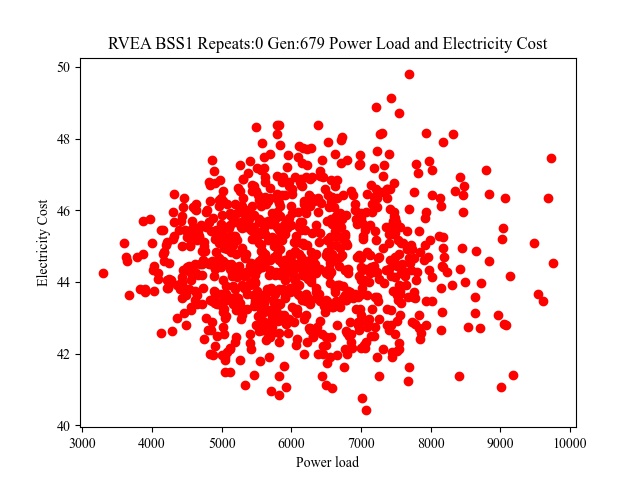 RVEA BSS1 Repeats:0 Gen:679 Power Load and Electricity Cost
50
48
46
44
42
40
Electricity Cost
3000 4000 5000 6000 7000 8000 9000 10000
Power load